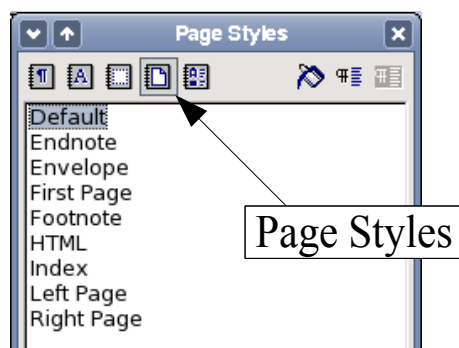 Page Styles
Default
Endnote
Envelope
First Page
Footnote
HTML
Index
Left Page
Right Page
Page Styles